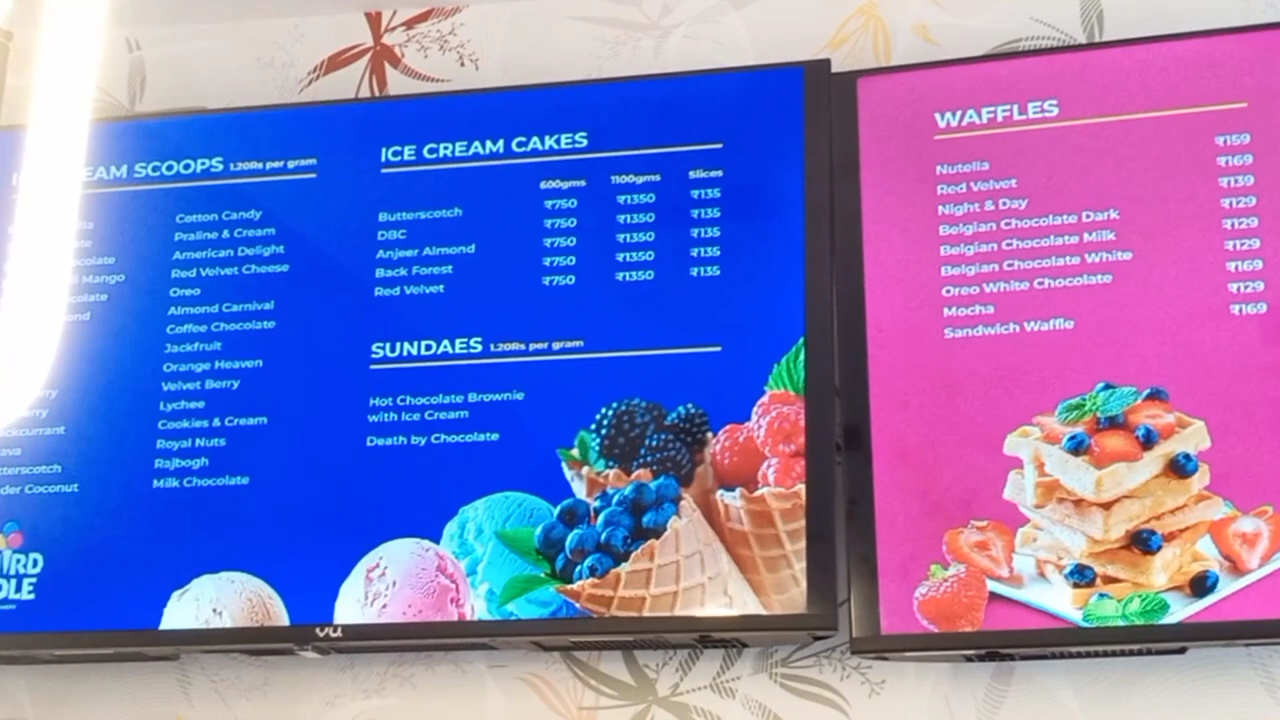 EAM SCOOPS 1.20Rs per gram
Mango
ckcurrant
tterscotch
der Coconut
Cotton Candy
Praline & Cream
American Delight
Red Velvet Cheese
Oreo
Almond Carnival
Coffee Chocolate
Jackfruit
Orange Heaven
Velvet Berry
Lychee
Cookies & Cream
Royal Nuts
Rajbogh
Milk Chocolate
ICE CREAM CAKES
600gms 1100gms Slices
Butterscotch ₹750 ₹1350 ₹135
DBC ₹750 ₹1350 ₹135
Anjeer Almond ₹750 ₹1350 ₹135
Back Forest ₹750 ₹1350 ₹135
Red Velvet ₹750 ₹1350 ₹135
SUNDAES 1.20Rs per gram
Hot Chocolate Brownie
with Ice Cream
Death by Chocolate
IRD
OLE
vu
WAFFLES
Nutella ₹159
Red Velvet ₹169
Night & Day ₹139
Belgian Chocolate Dark ₹129
Belgian Chocolate Milk ₹129
Belgian Chocolate White ₹129
Oreo White Chocolate ₹169
Mocha ₹129
Sandwich Waffle ₹169